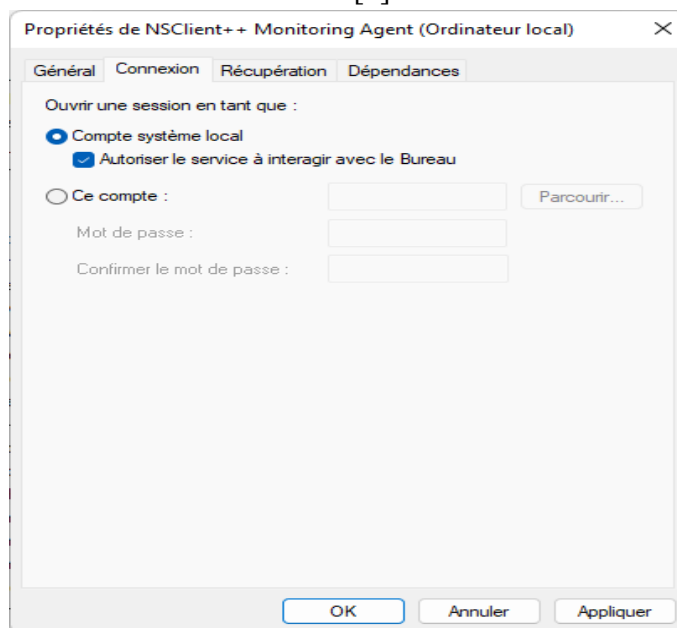 Propriétés de NSClient++ Monitoring Agent (Ordinateur local)
Général Connexion Récupération Dépendances
Ouvrir une session en tant que :
Compte système local
Autoriser le service à interagir avec le Bureau
Ce compte :
Parcourir...
Mot de passe :
Confirmer le mot de passe :
OK Annuler Appliquer